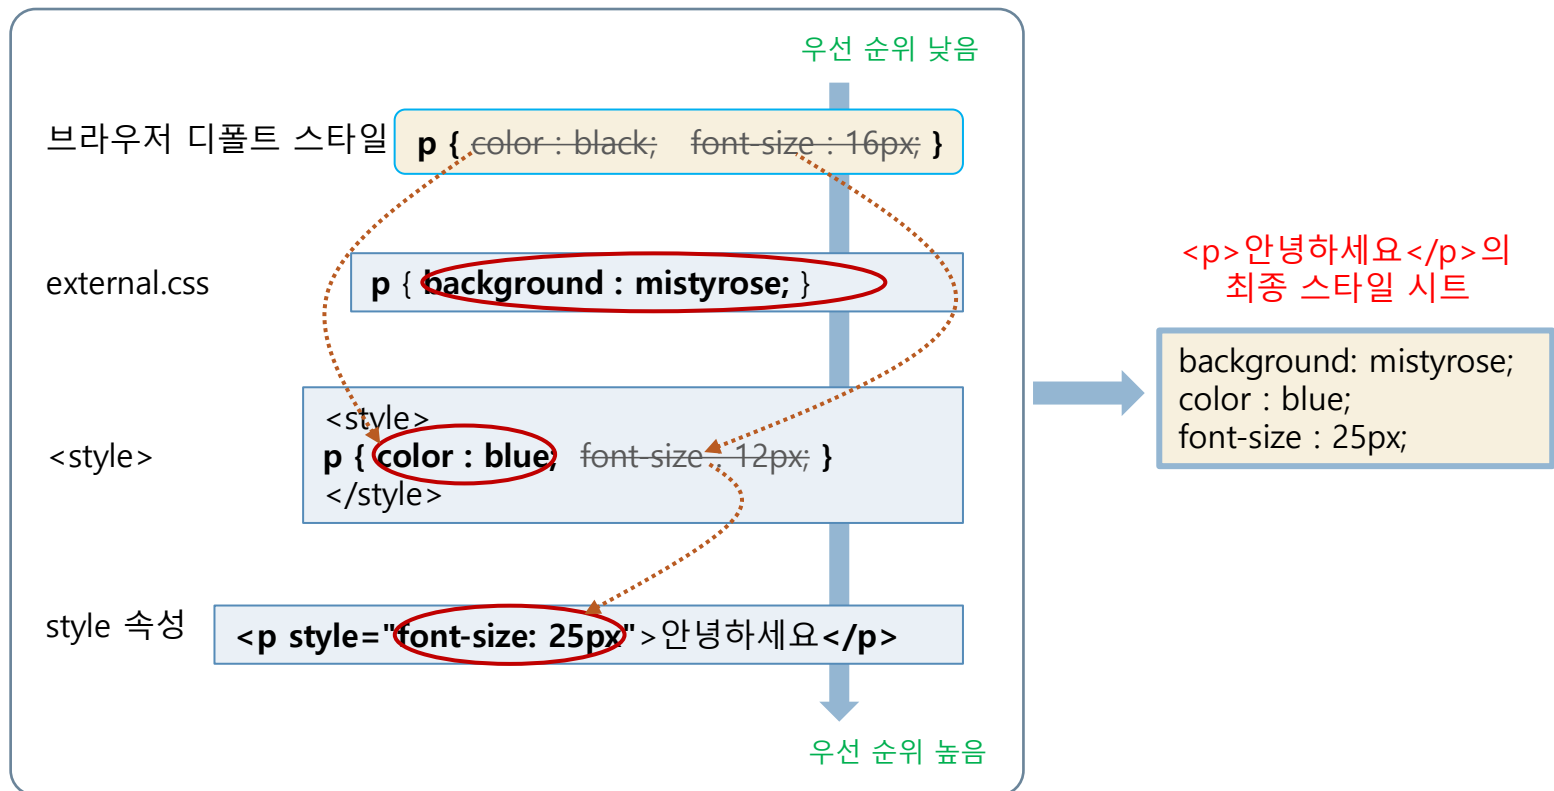 우선 순위 낮음
브라우저 디폴트 스타일
p { color : black; font-size : 16px; }
external.css
p { background : mistyrose; }
<style>
<style>
p { color : blue; font-size : 12px; }
</style>
style 속성
<p style="font-size: 25px">안녕하세요</p>
우선 순위 높음
<p>안녕하세요</p>의
최종 스타일 시트
background: mistyrose;
color : blue;
font-size : 25px;